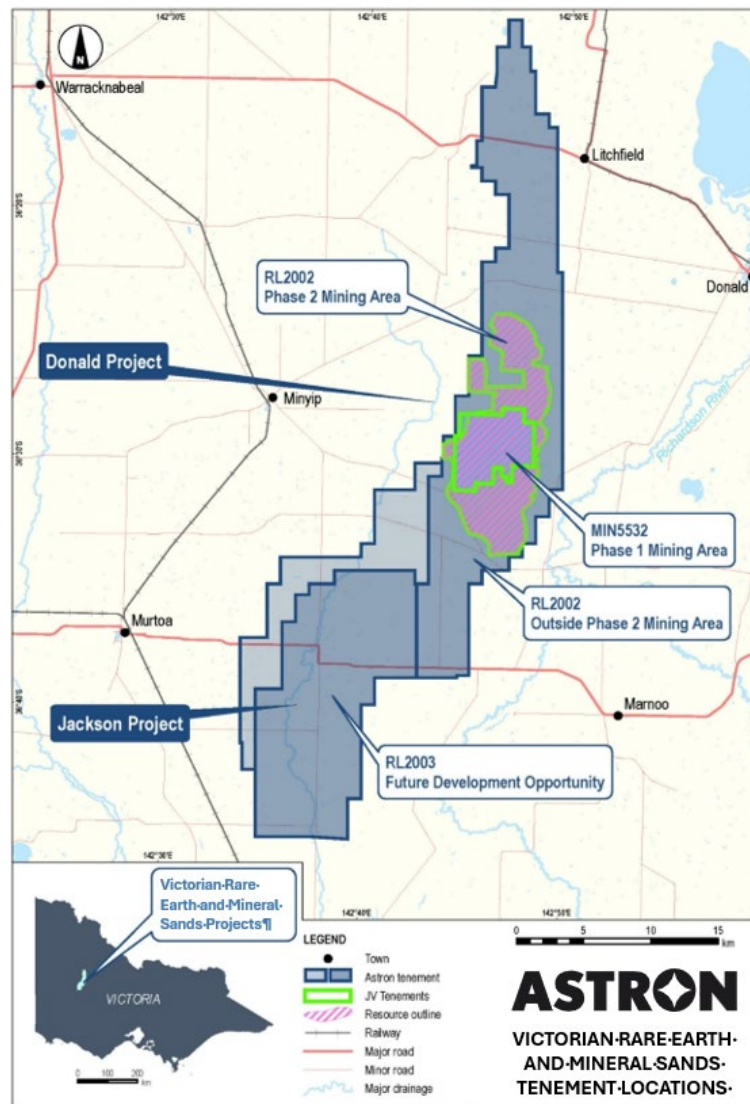 142°30'E
142°40'E
142°50'E
N
Warracknabeal
Litchfield
36°20'S
RL2002
Phase 2 Mining Area
Donald
Donald Project
Minyip
Richardson River
36°30'S
MIN5532
Phase 1 Mining Area
RL2002
Outside Phase 2 Mining Area
Murtoa
36°40'S
Marnoo
Jackson Project
RL2003
Future Development Opportunity
142°30'E
142°40'E
142°50'E
Victorian·Rare·
Earth·and·Mineral·
Sands·Projects¶
VICTORIA
0 100 200
km
LEGEND
Town
Astron tenement
JV Tenements
Resource outline
Railway
Major road
Minor road
Major drainage
0 5 10 15
km
ASTRON
VICTORIAN·RARE·EARTH·
AND·MINERAL·SANDS·
TENEMENT·LOCATIONS·